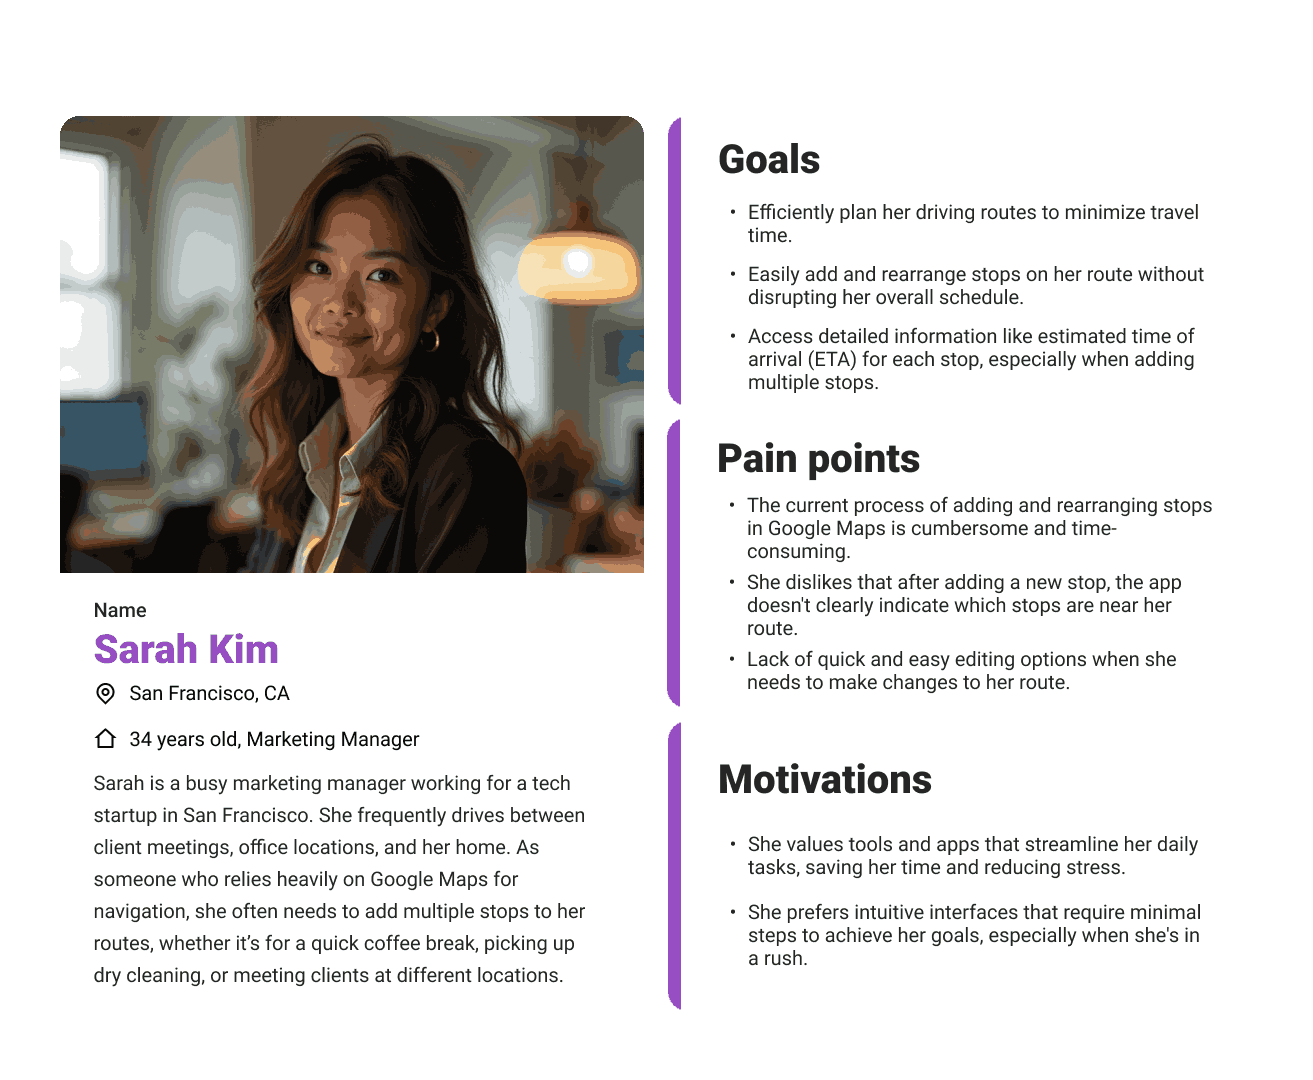 Name
Sarah Kim
San Francisco, CA
34 years old, Marketing Manager
Sarah is a busy marketing manager working for a tech
startup in San Francisco. She frequently drives between
client meetings, office locations, and her home. As
someone who relies heavily on Google Maps for
navigation, she often needs to add multiple stops to her
routes, whether it’s for a quick coffee break, picking up
dry cleaning, or meeting clients at different locations.
Goals
• Efficiently plan her driving routes to minimize travel
time.
• Easily add and rearrange stops on her route without
disrupting her overall schedule.
• Access detailed information like estimated time of
arrival (ETA) for each stop, especially when adding
multiple stops.
Pain points
• The current process of adding and rearranging stops
in Google Maps is cumbersome and time-
consuming.
• She dislikes that after adding a new stop, the app
doesn't clearly indicate which stops are near her
route.
• Lack of quick and easy editing options when she
needs to make changes to her route.
Motivations
• She values tools and apps that streamline her daily
tasks, saving her time and reducing stress.
• She prefers intuitive interfaces that require minimal
steps to achieve her goals, especially when she's in
a rush.